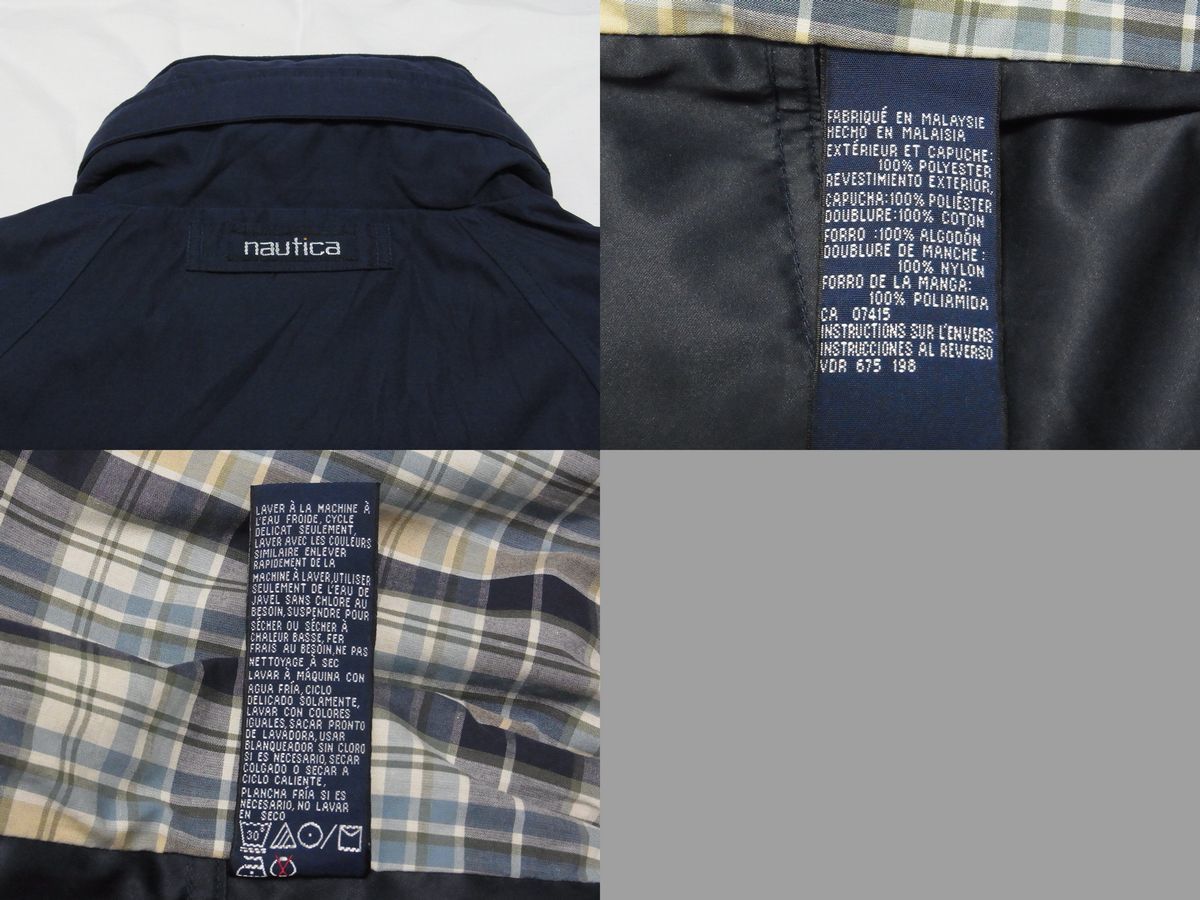 nautica
FABRIQUÉ EN MALAYSIE
HECHO EN MALAISIA
EXTÉRIEUR ET CAPUCHE:
100% POLYESTER
REVESTIMIENTO EXTERIOR,
CAPUCHA:100% POLIÉSTER
DOUBLURE:100% COTON
FORRO :100% ALGODÓN
DOUBLURE DE MANCHE:
100% NYLON
FORRO DE LA MANGA:
100% POLIAMIDA
CA 07415
INSTRUCTIONS SUR L'ENVERS
INSTRUCCIONES AL REVERSO
VDR 675 198
LAVER À LA MACHINE À
L'EAU FROIDE, CYCLE
DELICAT SEULEMENT,
LAVER AVEC LES COULEURS
SIMILAIRE ENLEVER
RAPIDEMENT DE LA
MACHINE À LAVER,UTILISER
SEULEMENT DE L'EAU DE
JAVEL SANS CHLORE AU
BESOIN,SUSPENDRE POUR
SÉCHER OU SÉCHER À
CHALEUR BASSE, FER
FRAIS AU BESOIN,NE PAS
NETTOYAGE À SEC
LAVAR À MÁQUINA CON
AGUA FRÍA,CICLO
DELICADO SOLAMENTE,
LAVAR CON COLORES
IGUALES, SACAR PRONTO
DE LAVADORA, USAR
BLANQUEADOR SIN CLORO
SI ES NECESARIO,SECAR
COLGADO O SECAR A
CICLO CALIENTE,
PLANCHA FRÍA SI ES
NECESARIO,NO LAVAR
EN SECO
30°